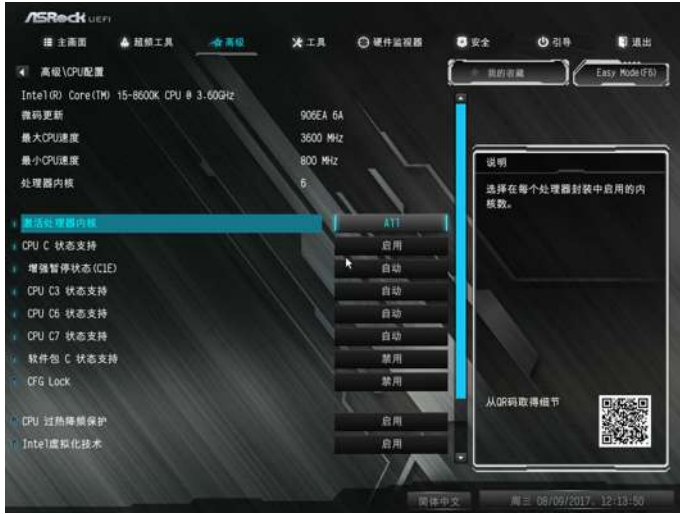 ASRock UEFI
主画面 超频工具 高级 工具 硬件监视器 安全 引导 退出
高级\CPU配置 我的收藏 Easy Mode(F6)
Intel(R) Core(TM) i5-8600K CPU @ 3.60GHz
微码更新 906EA 6A
最大CPU速度 3600 MHz
最小CPU速度 800 MHz
处理器内核 6
激活处理器内核 All
CPU C 状态支持 启用
增强暂停状态(C1E) 自动
CPU C3 状态支持 自动
CPU C6 状态支持 自动
CPU C7 状态支持 自动
软件包 C 状态支持 禁用
CFG Lock 禁用
CPU 过热降频保护 启用
Intel虚拟化技术 启用
说明
选择在每个处理器封装中启用的内
核数。
从QR码取得细节
简体中文 周三 08/09/2017, 12:13:50